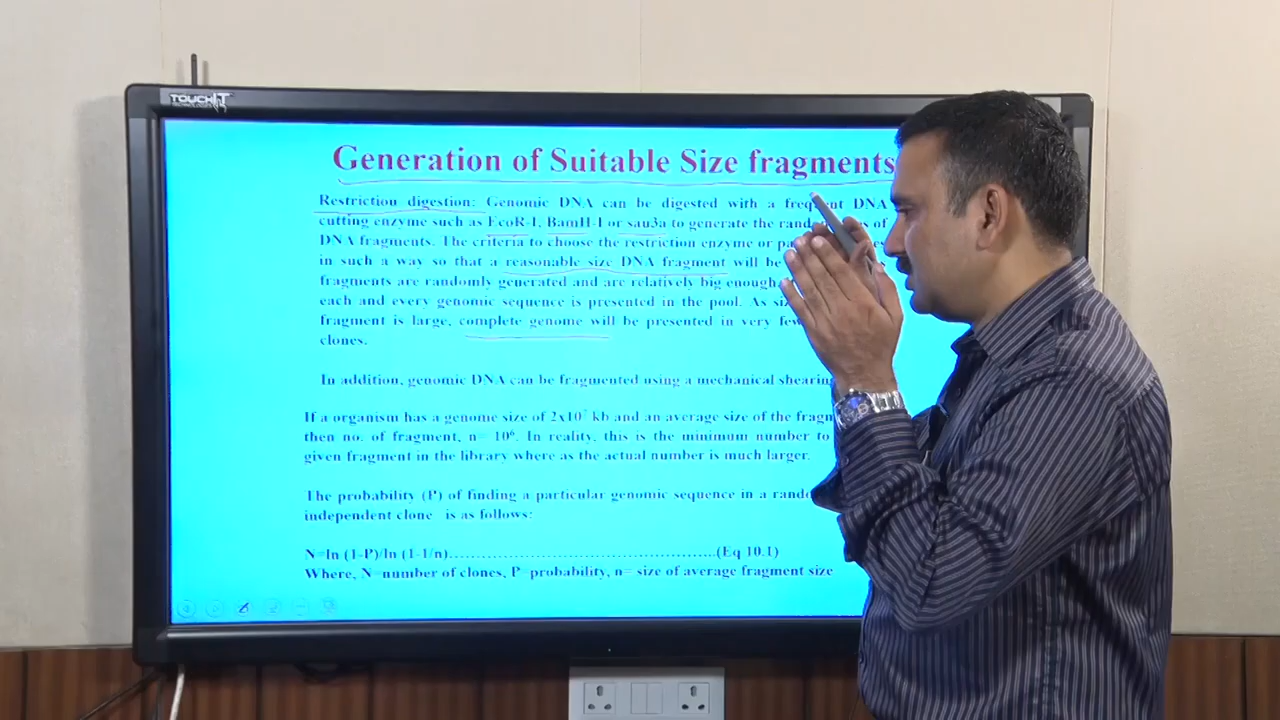 TOUCHIT
TECHNOLOGIES
Generation of Suitable Size fragments
Restriction digestion: Genomic DNA can be digested with a frequent DNA
cutting enzyme such as EcoR-I, BamH-I or sau3a to generate the of
DNA fragments. The criteria to choose the restriction enzyme or
in such a way so that a reasonable size DNA fragment will be
fragments are randomly generated and are relatively big enough
each and every genomic sequence is presented in the pool. As
fragment is large, complete genome will be presented in very few
clones.
In addition, genomic DNA can be fragmented using a mechanical shearing
If a organism has a genome size of 2x10⁷ kb and an average size of the
then no. of fragment, n= 10⁶. In reality, this is the minimum number to
given fragment in the library where as the actual number is much larger.
The probability (P) of finding a particular genomic sequence in a
independent clone is as follows:
N=ln (1-P)/ln (1-1/n)…………………………………………..(Eq 10.1)
Where, N=number of clones, P=probability, n= size of average fragment size